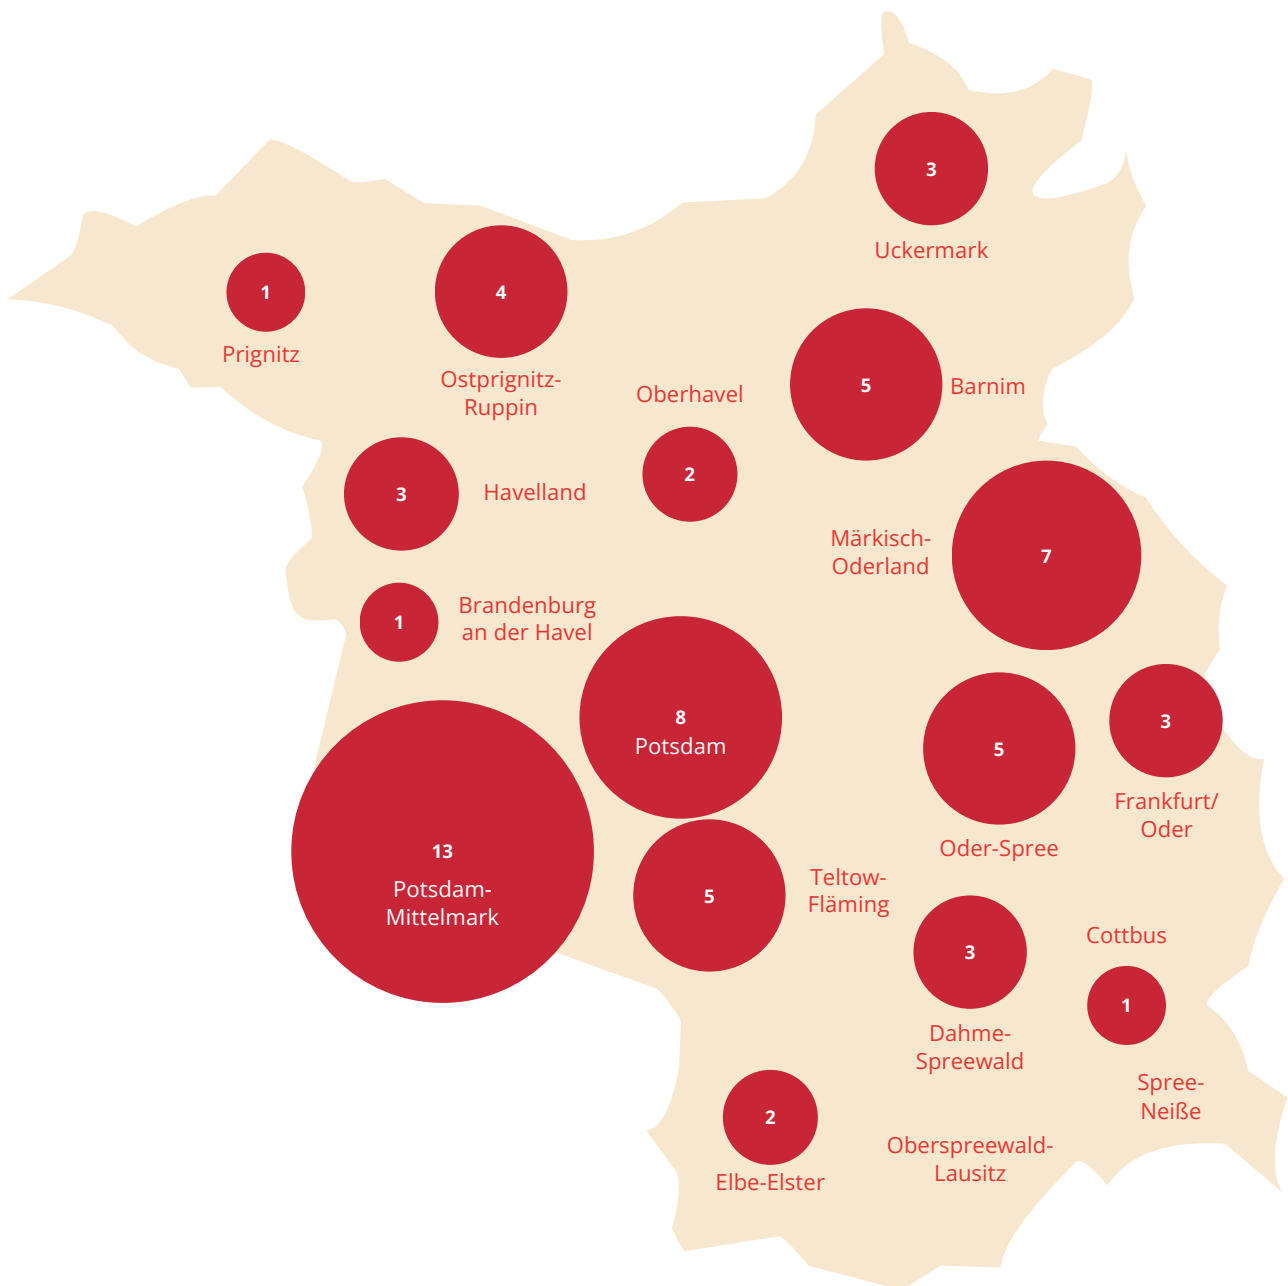 3
Uckermark
1
Prignitz
4
Ostprignitz-
Ruppin
5
Barnim
Oberhavel
2
3
Havelland
Märkisch-
Oderland
7
1
Brandenburg
an der Havel
8
Potsdam
5
Oder-Spree
3
Frankfurt/
Oder
13
Potsdam-
Mittelmark
5
Teltow-
Fläming
3
Dahme-
Spreewald
Cottbus
1
Spree-
Neiße
2
Elbe-Elster
Oberspreewald-
Lausitz